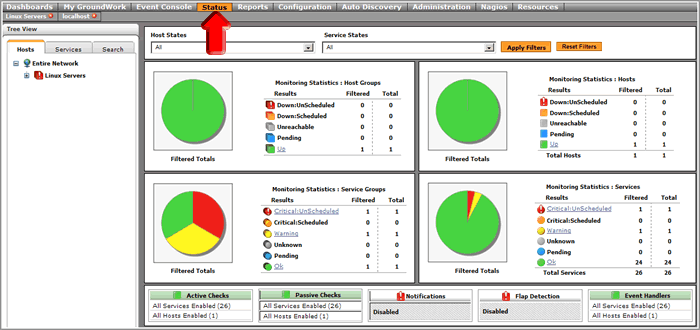 Dashboards My GroundWork Event Console Status Reports Configuration Auto Discovery Administration Nagios Resources
Linux Servers localhost
Tree View
Hosts Services Search
Entire Network
Linux Servers
Host States Service States
All All Apply Filters Reset Filters
Monitoring Statistics : Host Groups
Results Filtered Total
Down:UnScheduled 0 0
Down:Scheduled 0 0
Unreachable 0 0
Pending 0 0
Up 1 1
Filtered Totals
Monitoring Statistics : Hosts
Results Filtered Total
Down:UnScheduled 0 0
Down:Scheduled 0 0
Unreachable 0 0
Pending 0 0
Up 1 1
Total Hosts 1 1
Filtered Totals
Monitoring Statistics : Service Groups
Results Filtered Total
Critical:UnScheduled 1 1
Critical:Scheduled 0 0
Warning 1 1
Unknown 0 0
Pending 0 0
Ok 1 1
Filtered Totals
Monitoring Statistics : Services
Results Filtered Total
Critical:UnScheduled 1 1
Critical:Scheduled 0 0
Warning 1 1
Unknown 0 0
Pending 0 0
Ok 24 24
Total Services 26 26
Filtered Totals
Active Checks
All Services Enabled (26)
All Hosts Enabled (1)
Passive Checks
All Services Enabled (26)
All Hosts Enabled (1)
Notifications
Disabled
Flap Detection
Disabled
Event Handlers
All Services Enabled (26)
All Hosts Enabled (1)